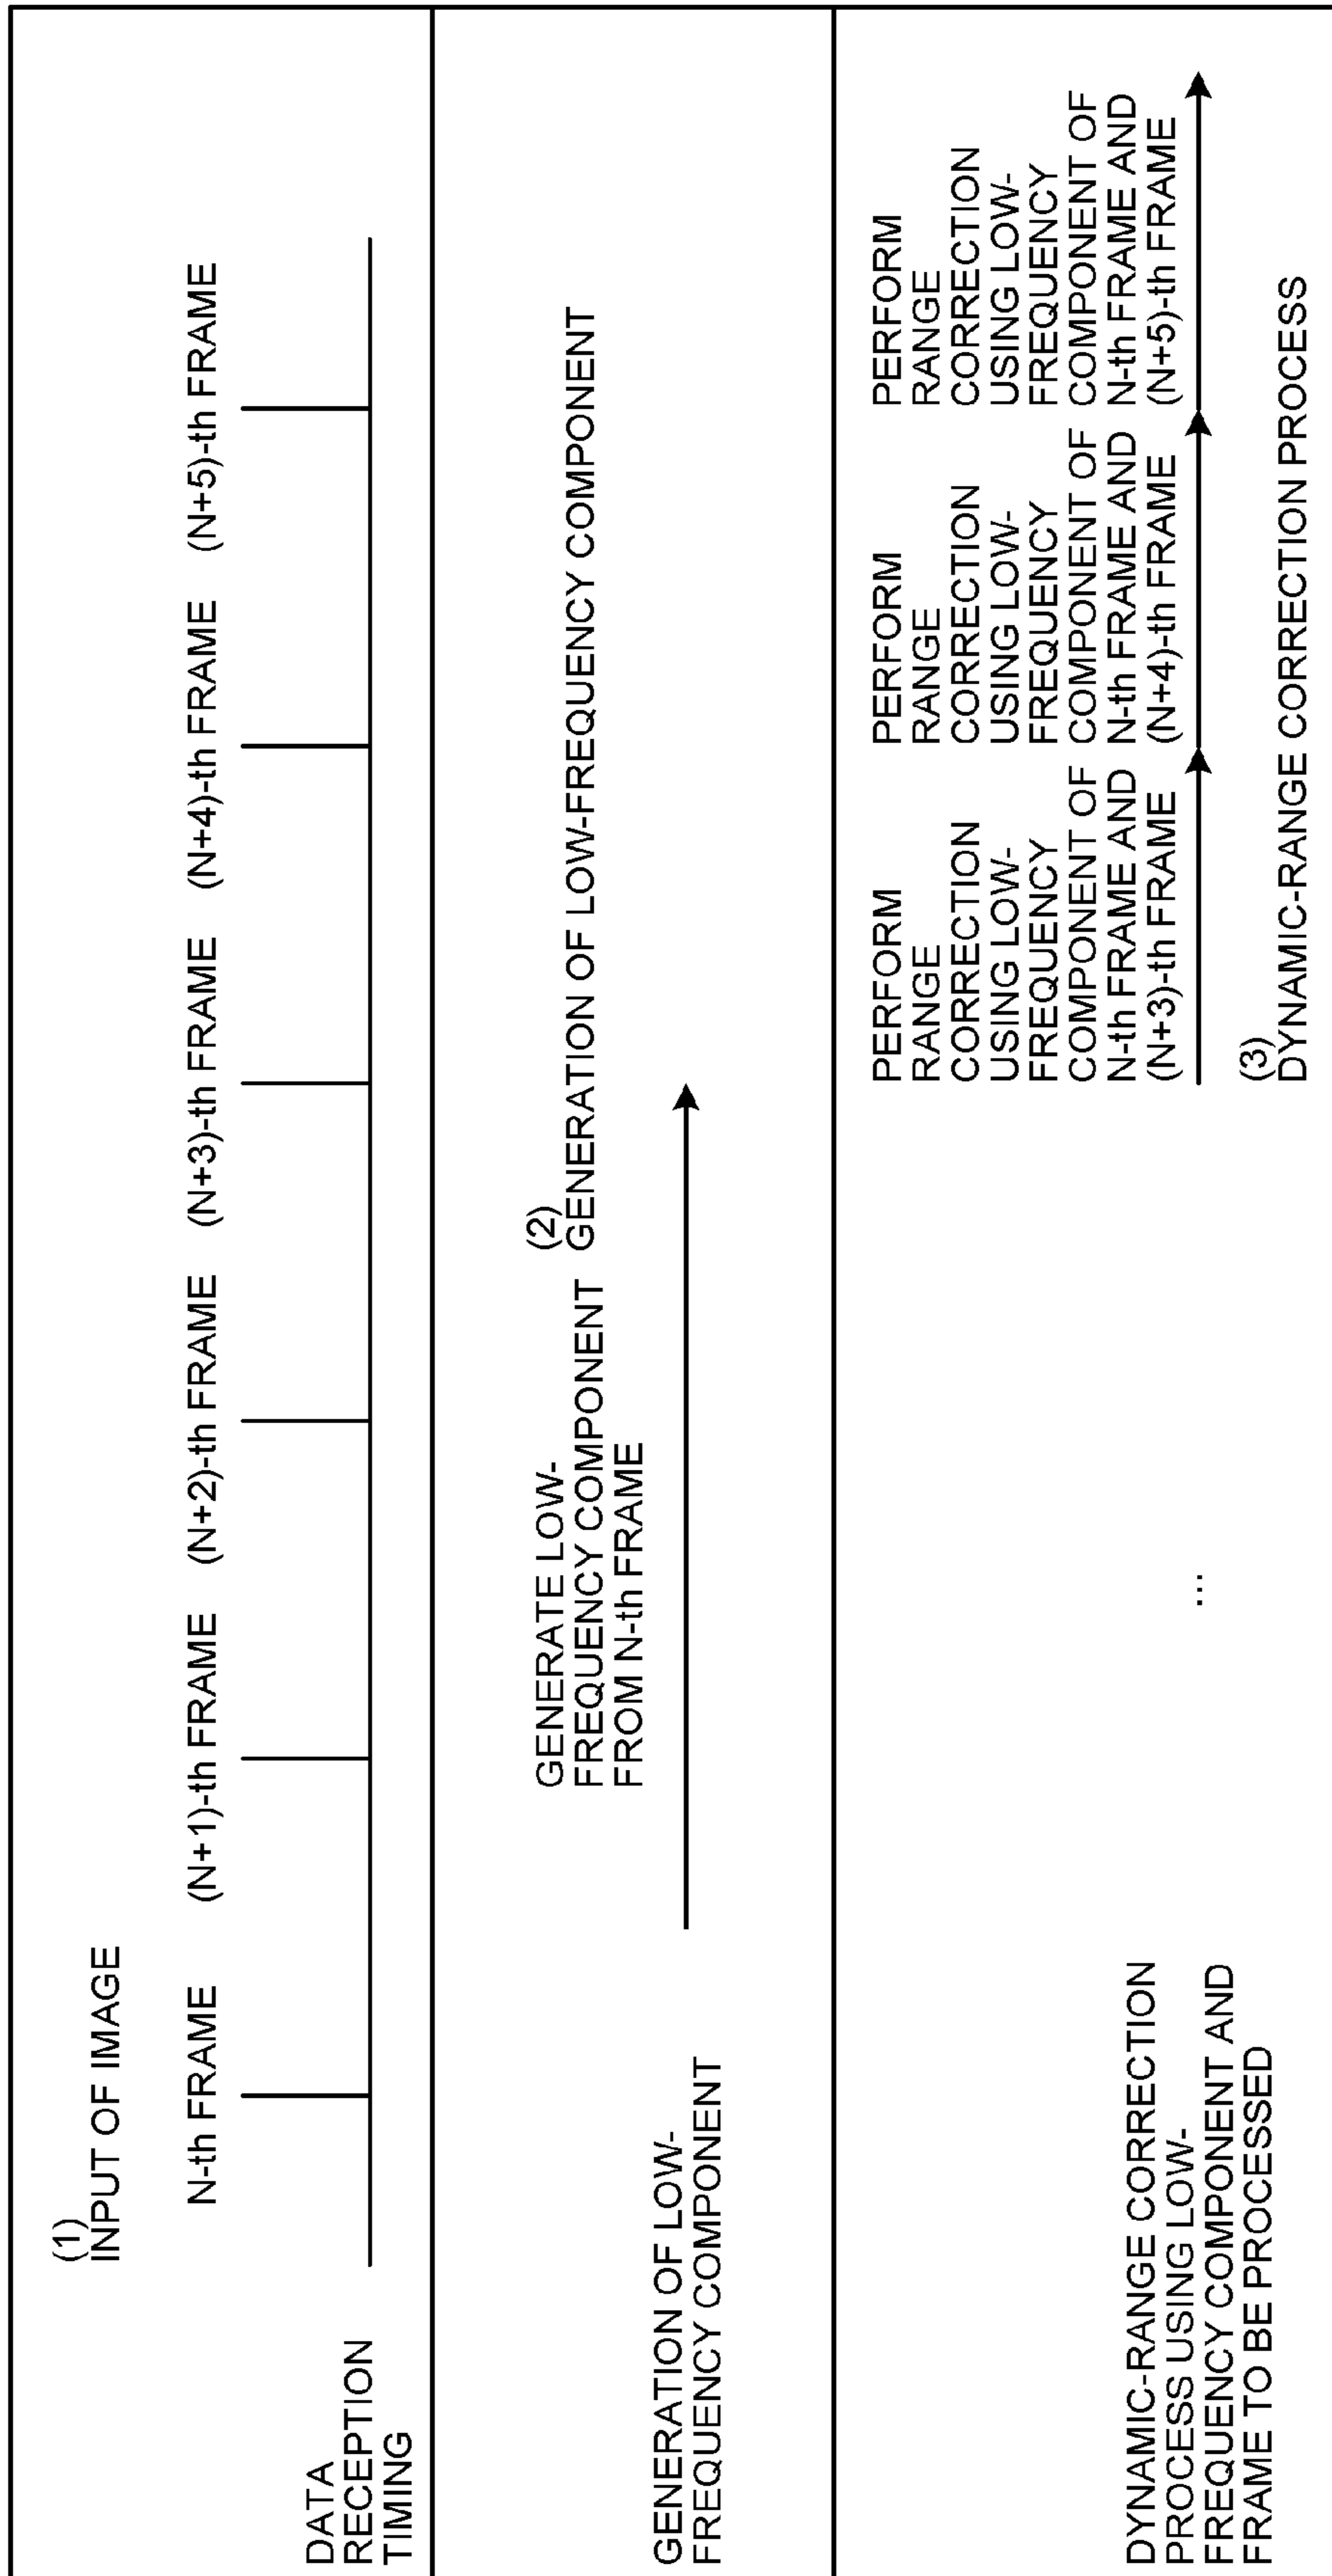 (1)
INPUT OF IMAGE
N-th FRAME
(N+1)-th FRAME
(N+2)-th FRAME
(N+3)-th FRAME
(N+4)-th FRAME
(N+5)-th FRAME
DATA
RECEPTION
TIMING
GENERATION OF LOW-
FREQUENCY COMPONENT
GENERATE LOW-
FREQUENCY COMPONENT
FROM N-th FRAME
(2)
GENERATION OF LOW-FREQUENCY COMPONENT
DYNAMIC-RANGE CORRECTION
PROCESS USING LOW-
FREQUENCY COMPONENT AND
FRAME TO BE PROCESSED
...
PERFORM
RANGE
CORRECTION
USING LOW-
FREQUENCY
COMPONENT OF
N-th FRAME AND
(N+3)-th FRAME
PERFORM
RANGE
CORRECTION
USING LOW-
FREQUENCY
COMPONENT OF
N-th FRAME AND
(N+4)-th FRAME
PERFORM
RANGE
CORRECTION
USING LOW-
FREQUENCY
COMPONENT OF
N-th FRAME AND
(N+5)-th FRAME
(3)
DYNAMIC-RANGE CORRECTION PROCESS